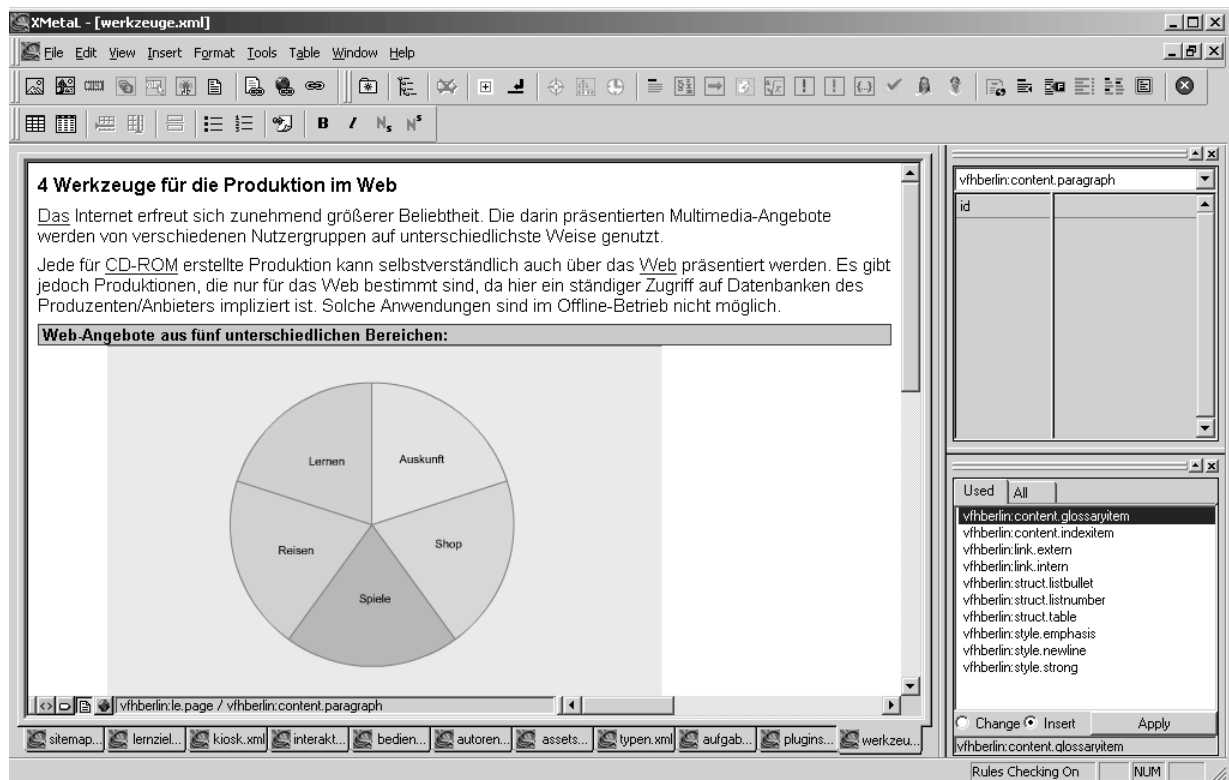 XMetaL - [werkzeuge.xml]
File Edit View Insert Format Tools Table Window Help
B I Ns NS
4 Werkzeuge für die Produktion im Web
Das Internet erfreut sich zunehmend größerer Beliebtheit. Die darin präsentierten Multimedia-Angebote
werden von verschiedenen Nutzergruppen auf unterschiedlichste Weise genutzt.
Jede für CD-ROM erstellte Produktion kann selbstverständlich auch über das Web präsentiert werden. Es gibt
jedoch Produktionen, die nur für das Web bestimmt sind, da hier ein ständiger Zugriff auf Datenbanken des
Produzenten/Anbieters impliziert ist. Solche Anwendungen sind im Offline-Betrieb nicht möglich.
Web-Angebote aus fünf unterschiedlichen Bereichen:
Lernen
Auskunft
Reisen
Shop
Spiele
vfhberlin:le.page / vfhberlin:content.paragraph
sitemap... lernziel... kiosk.xml interakt... bedien... autoren... assets... typen.xml aufgab... plugins... werkzeu...
vfhberlin:content.paragraph
id
Used All
vfhberlin:content.glossaryitem
vfhberlin:content.indexitem
vfhberlin:link.extern
vfhberlin:link.intern
vfhberlin:struct.listbullet
vfhberlin:struct.listnumber
vfhberlin:struct.table
vfhberlin:style.emphasis
vfhberlin:style.newline
vfhberlin:style.strong
Change Insert Apply
vfhberlin:content.glossaryitem
Rules Checking On NUM